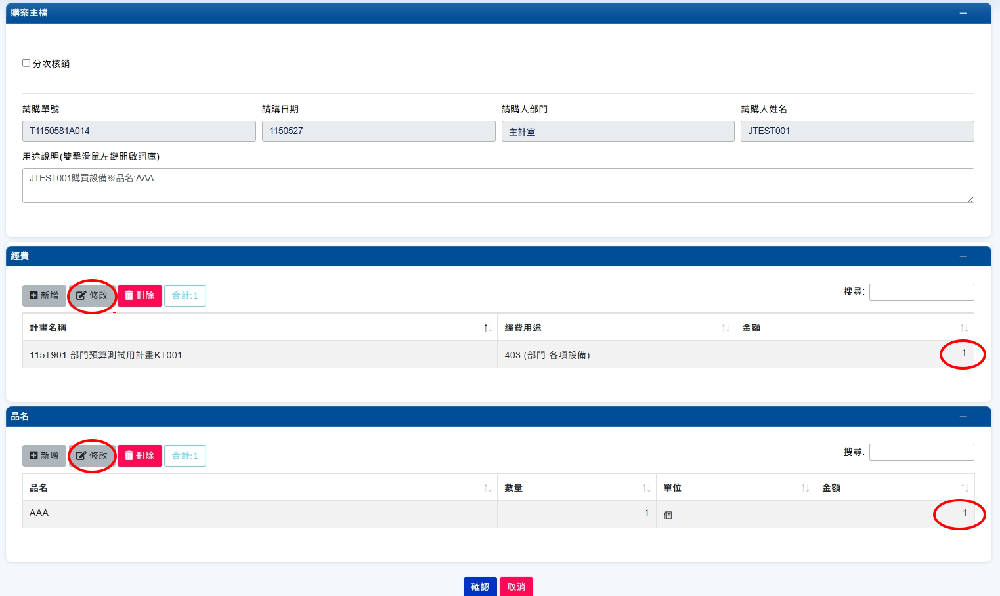 購案主檔
分次核銷
請購單號 請購日期 請購人部門 請購人姓名
T1150581A014 1150527 主計室 JTEST001
用途說明(雙擊滑鼠左鍵開啟詞庫)
JTEST001購買設備※品名:AAA
經費
新增 修改 刪除 合計:1 搜尋:
計畫名稱 經費用途 金額
115T901 部門預算測試用計畫KT001 403 (部門-各項設備) 1
品名
新增 修改 刪除 合計:1 搜尋:
品名 數量 單位 金額
AAA 1 個 1
確認 取消